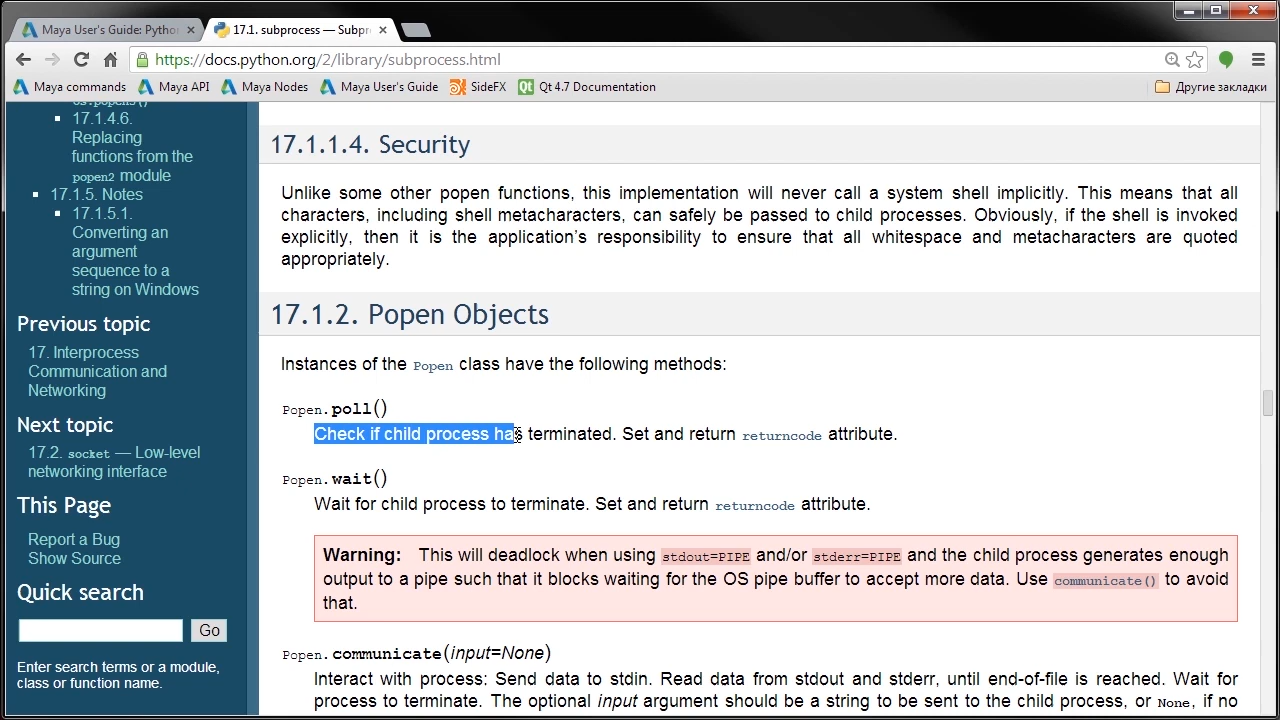 Maya User's Guide: Pytho
17.1. subprocess — Subpr
https://docs.python.org/2/library/subprocess.html
Maya commands
Maya API
Maya Nodes
Maya User's Guide
SideFX
Qt 4.7 Documentation
Другие закладки
os.popen3()
17.1.4.6.
Replacing
functions from the
popen2 module
17.1.5. Notes
17.1.5.1.
Converting an
argument
sequence to a
string on Windows
Previous topic
17. Interprocess
Communication and
Networking
Next topic
17.2. socket — Low-level
networking interface
This Page
Report a Bug
Show Source
Quick search
Go
Enter search terms or a module,
class or function name.
17.1.1.4. Security
Unlike some other popen functions, this implementation will never call a system shell implicitly. This means that all
characters, including shell metacharacters, can safely be passed to child processes. Obviously, if the shell is invoked
explicitly, then it is the application’s responsibility to ensure that all whitespace and metacharacters are quoted
appropriately.
17.1.2. Popen Objects
Instances of the Popen class have the following methods:
Popen.poll()
Check if child process has terminated. Set and return returncode attribute.
Popen.wait()
Wait for child process to terminate. Set and return returncode attribute.
Warning: This will deadlock when using stdout=PIPE and/or stderr=PIPE and the child process generates enough
output to a pipe such that it blocks waiting for the OS pipe buffer to accept more data. Use communicate() to avoid
that.
Popen.communicate(input=None)
Interact with process: Send data to stdin. Read data from stdout and stderr, until end-of-file is reached. Wait for
process to terminate. The optional input argument should be a string to be sent to the child process, or None, if no